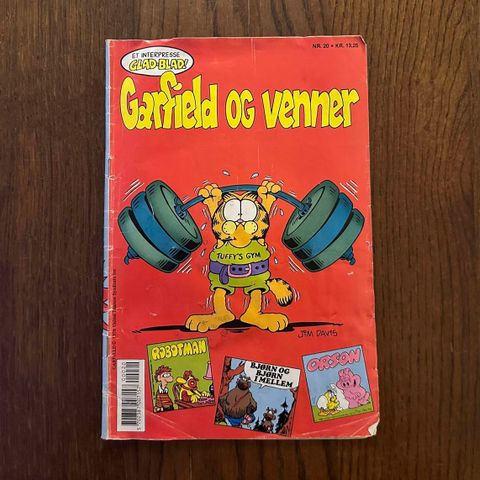 ET INTERPRESSE
GLAD-BLAD!
NR. 20 • KR. 13,25
Garfield OG venner
TUFFY'S GYM
JIM DAVIS
ROBOTMAN
BJØRN OG
BJØRN
I MELLEM
ORSON